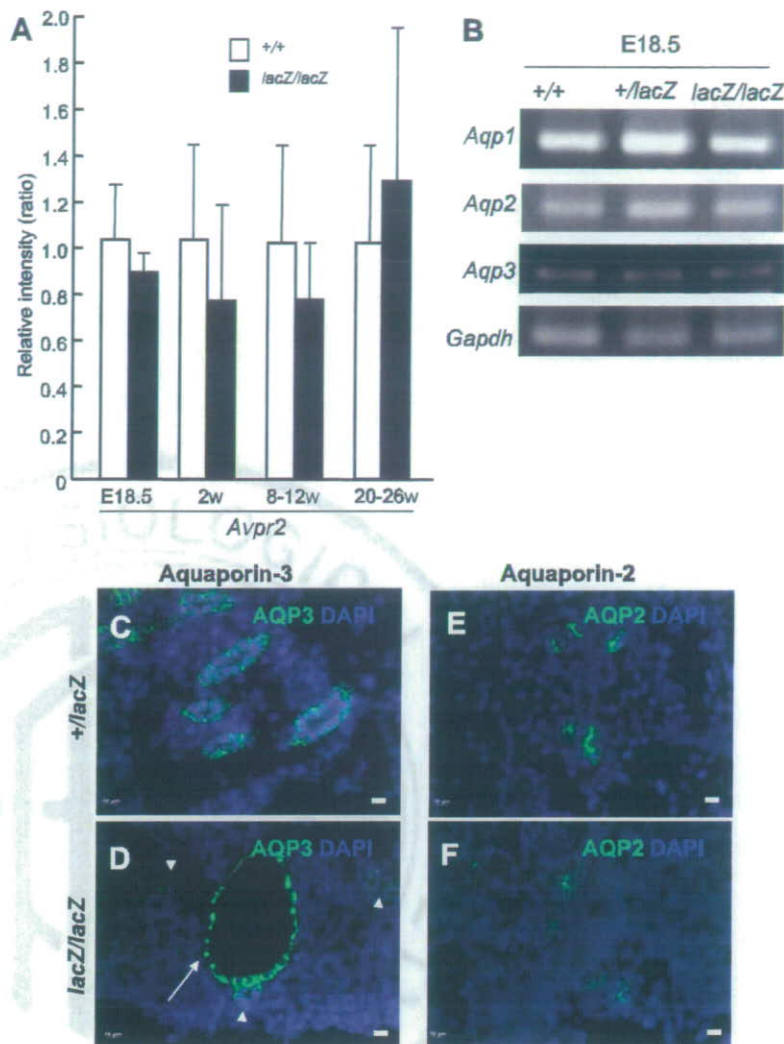 A
2.0
1.8
1.6
1.4
1.2
1.0
0.8
0.6
0.4
0.2
0
Relative intensity (ratio)
+/+
lacZ/lacZ
E18.5 2w 8-12w 20-26w
Avpr2
B
E18.5
+/+ +/lacZ lacZ/lacZ
Aqp1
Aqp2
Aqp3
Gapdh
Aquaporin-3 Aquaporin-2
+/lacZ
C AQP3 DAPI
E AQP2 DAPI
lacZ/lacZ
D AQP3 DAPI
F AQP2 DAPI